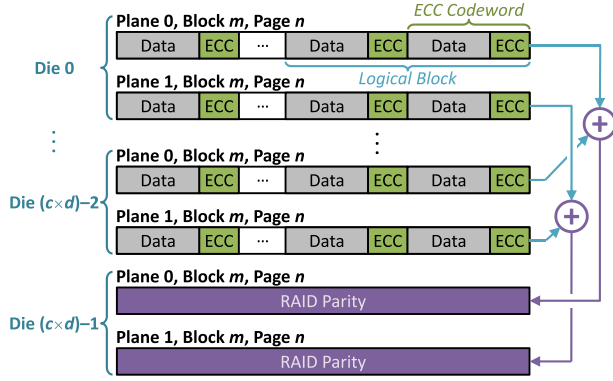 ECC Codeword
Plane 0, Block m, Page n
Data ECC ... Data ECC Data ECC
Die 0
Logical Block
Plane 1, Block m, Page n
Data ECC ... Data ECC Data ECC
⋮ ⋮
+
Plane 0, Block m, Page n
Data ECC ... Data ECC Data ECC
Die (c×d)–2
+
Plane 1, Block m, Page n
Data ECC ... Data ECC Data ECC
Plane 0, Block m, Page n
RAID Parity
Die (c×d)–1
Plane 1, Block m, Page n
RAID Parity